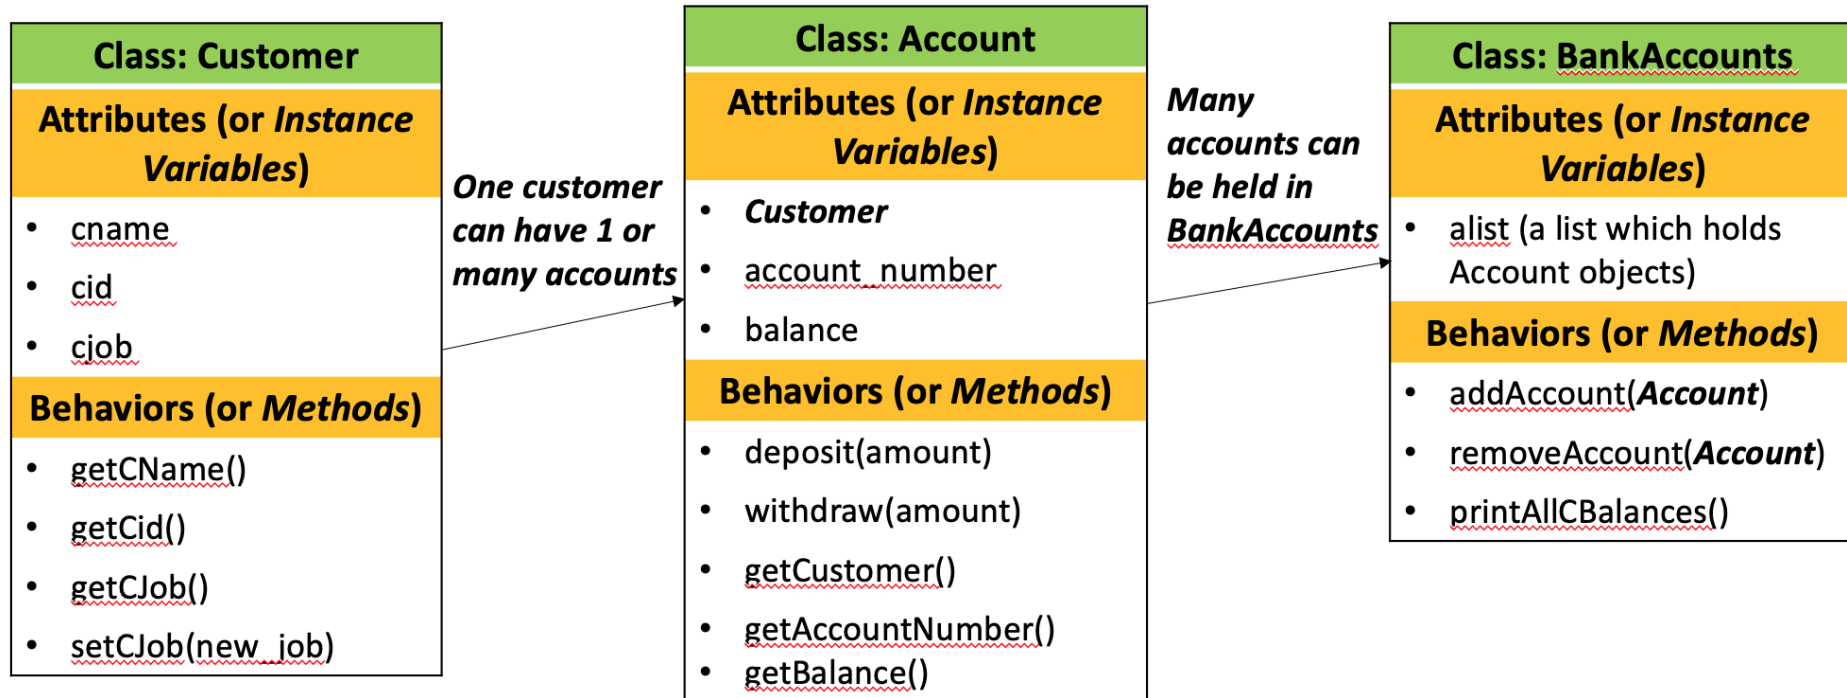 Class: Customer
Attributes (or Instance
Variables)
• cname
• cid
• cjob
Behaviors (or Methods)
• getCName()
• getCid()
• getCJob()
• setCJob(new_job)
One customer
can have 1 or
many accounts
Class: Account
Attributes (or Instance
Variables)
• Customer
• account_number
• balance
Behaviors (or Methods)
• deposit(amount)
• withdraw(amount)
• getCustomer()
• getAccountNumber()
• getBalance()
Many
accounts can
be held in
BankAccounts
Class: BankAccounts
Attributes (or Instance
Variables)
• alist (a list which holds
Account objects)
Behaviors (or Methods)
• addAccount(Account)
• removeAccount(Account)
• printAllCBalances()